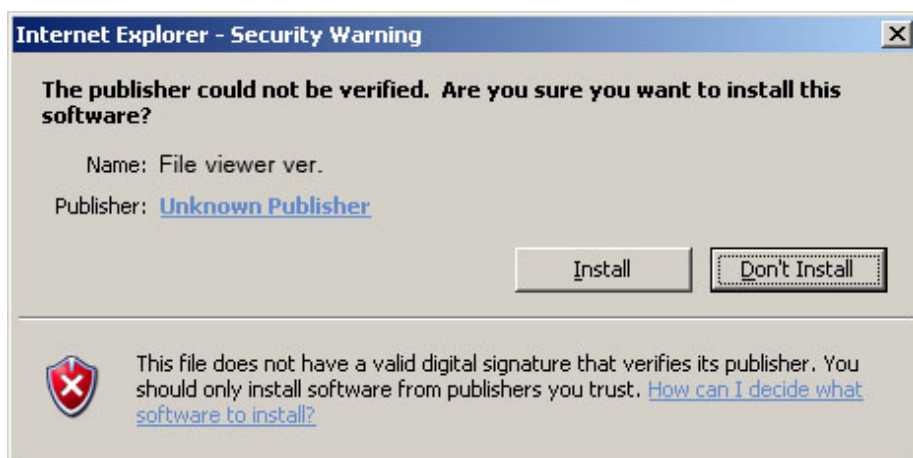 Internet Explorer - Security Warning
The publisher could not be verified.  Are you sure you want to install this
software?
Name: File viewer ver.
Publisher: Unknown Publisher
Install Don't Install
This file does not have a valid digital signature that verifies its publisher. You
should only install software from publishers you trust. How can I decide what
software to install?